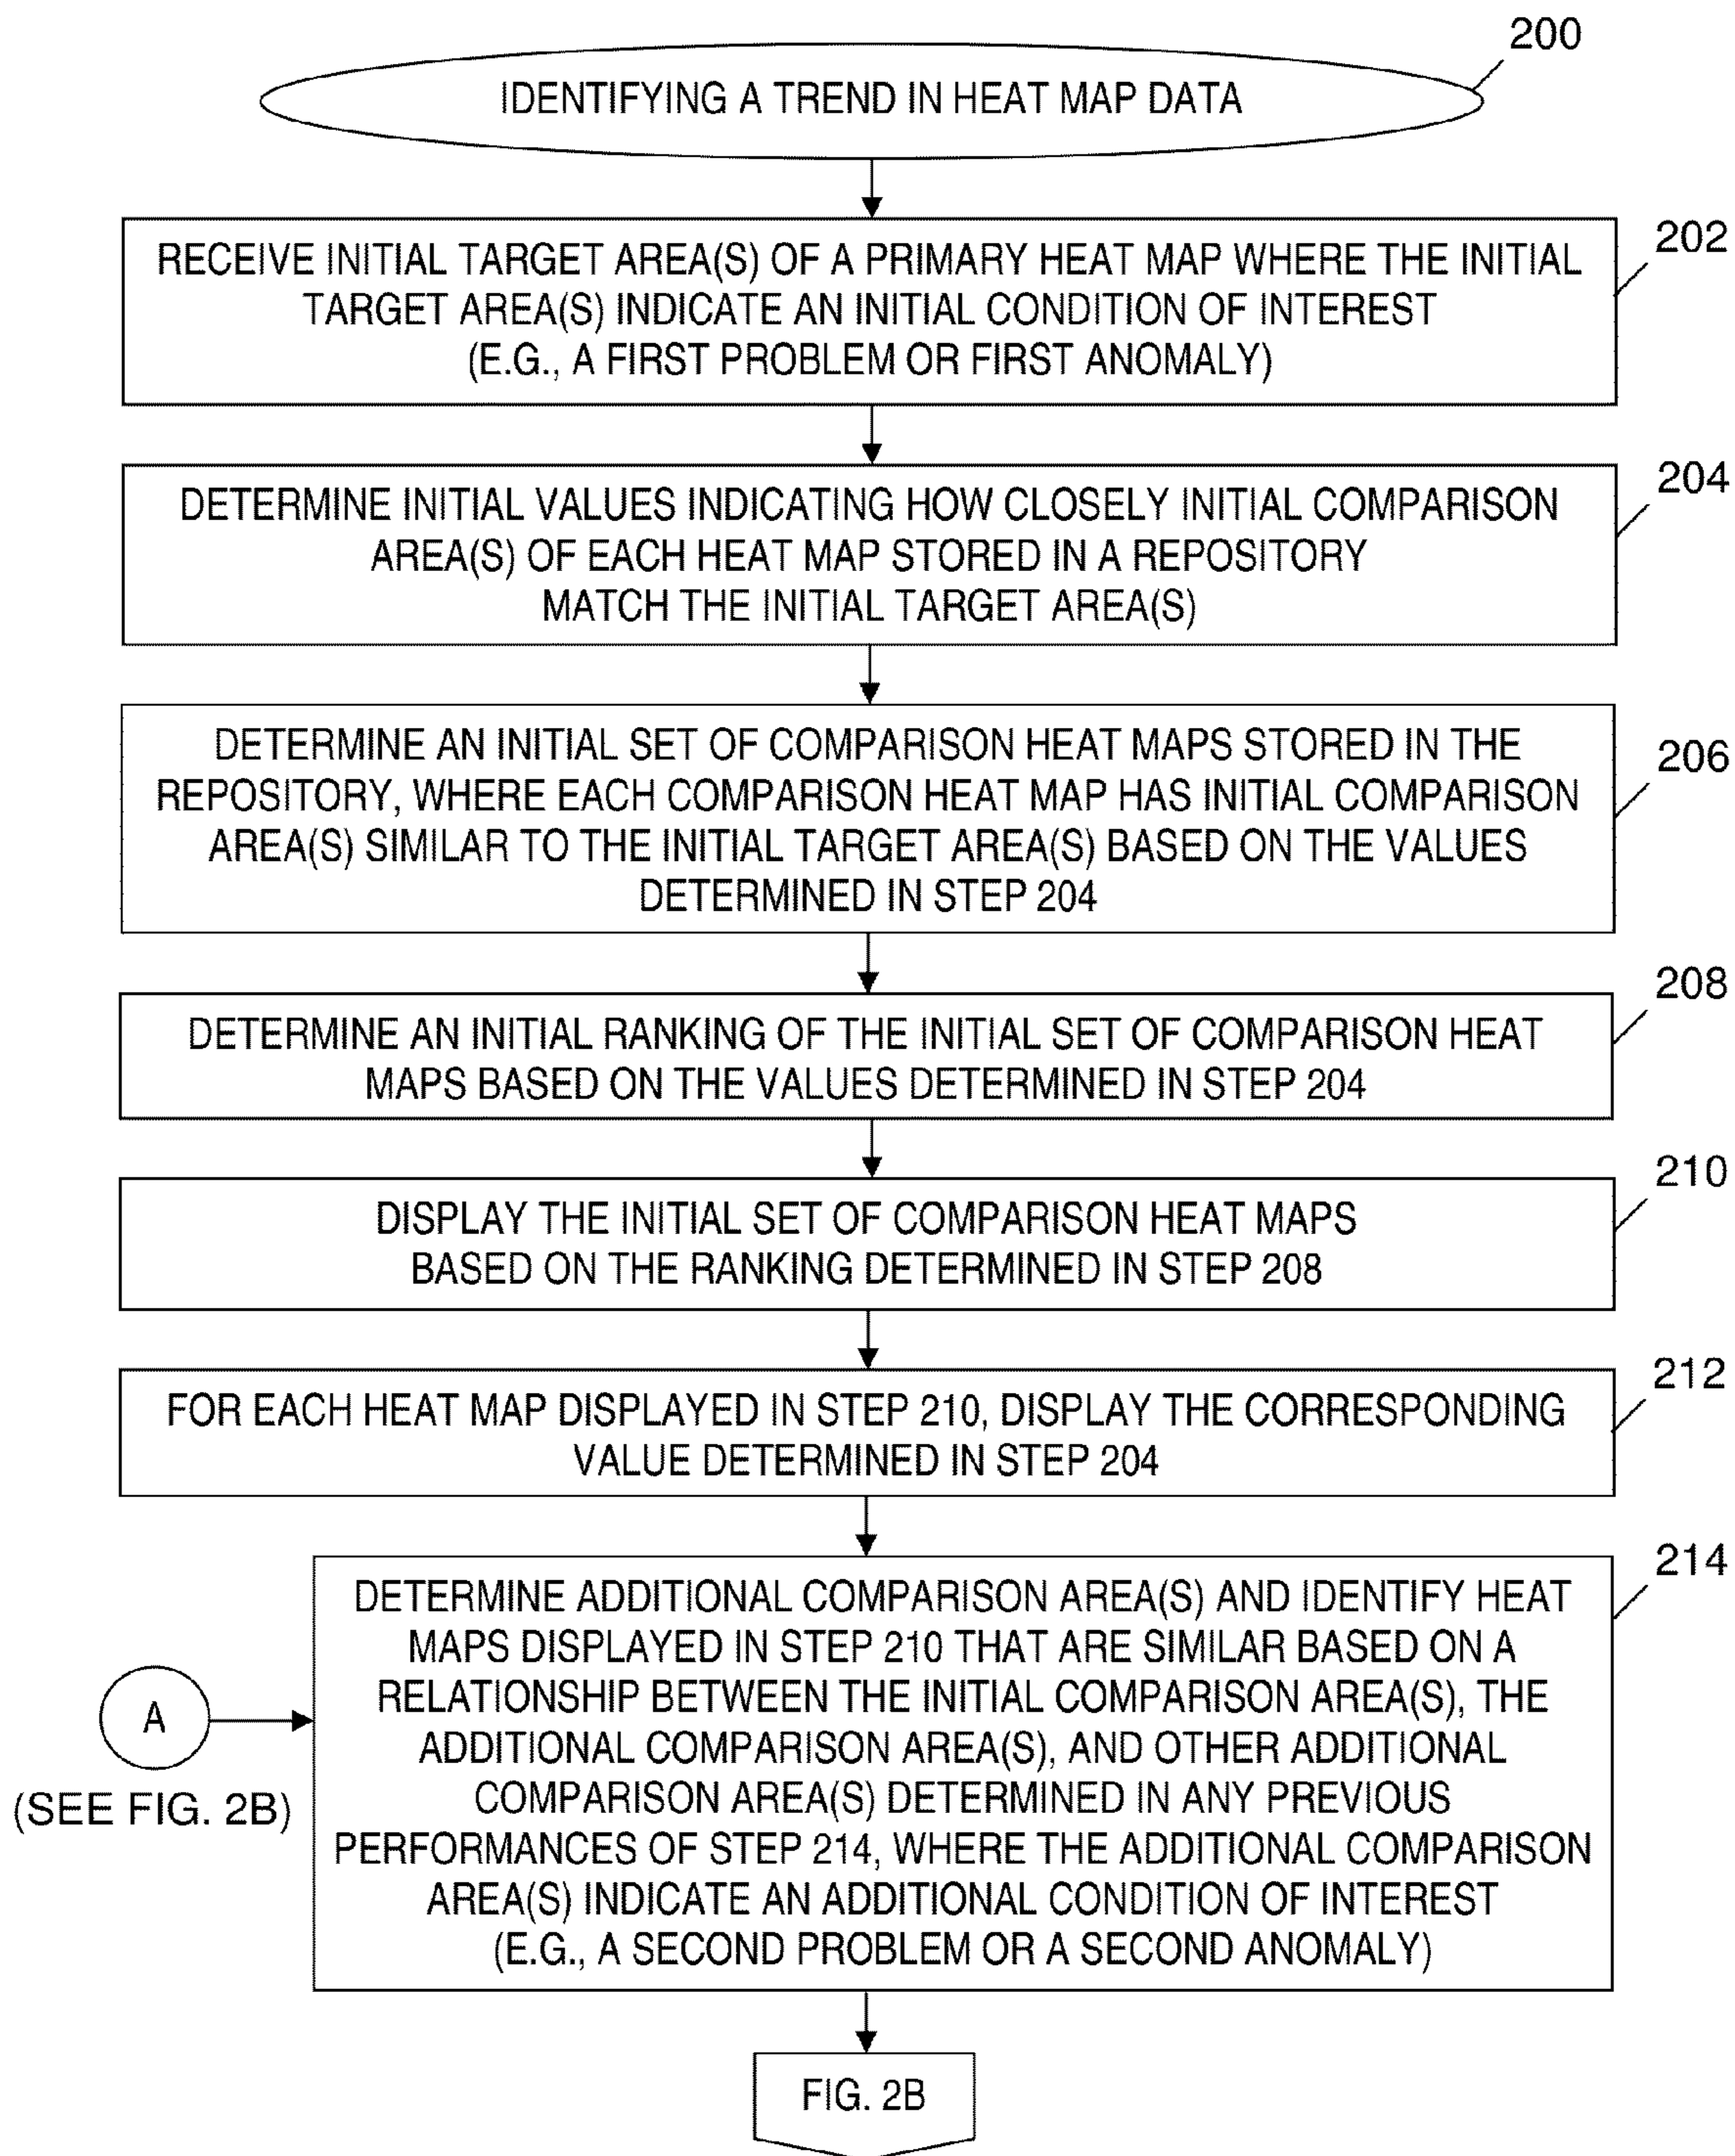 200
IDENTIFYING A TREND IN HEAT MAP DATA
202
RECEIVE INITIAL TARGET AREA(S) OF A PRIMARY HEAT MAP WHERE THE INITIAL
TARGET AREA(S) INDICATE AN INITIAL CONDITION OF INTEREST
(E.G., A FIRST PROBLEM OR FIRST ANOMALY)
204
DETERMINE INITIAL VALUES INDICATING HOW CLOSELY INITIAL COMPARISON
AREA(S) OF EACH HEAT MAP STORED IN A REPOSITORY
MATCH THE INITIAL TARGET AREA(S)
206
DETERMINE AN INITIAL SET OF COMPARISON HEAT MAPS STORED IN THE
REPOSITORY, WHERE EACH COMPARISON HEAT MAP HAS INITIAL COMPARISON
AREA(S) SIMILAR TO THE INITIAL TARGET AREA(S) BASED ON THE VALUES
DETERMINED IN STEP 204
208
DETERMINE AN INITIAL RANKING OF THE INITIAL SET OF COMPARISON HEAT
MAPS BASED ON THE VALUES DETERMINED IN STEP 204
210
DISPLAY THE INITIAL SET OF COMPARISON HEAT MAPS
BASED ON THE RANKING DETERMINED IN STEP 208
212
FOR EACH HEAT MAP DISPLAYED IN STEP 210, DISPLAY THE CORRESPONDING
VALUE DETERMINED IN STEP 204
214
DETERMINE ADDITIONAL COMPARISON AREA(S) AND IDENTIFY HEAT
MAPS DISPLAYED IN STEP 210 THAT ARE SIMILAR BASED ON A
RELATIONSHIP BETWEEN THE INITIAL COMPARISON AREA(S), THE
ADDITIONAL COMPARISON AREA(S), AND OTHER ADDITIONAL
COMPARISON AREA(S) DETERMINED IN ANY PREVIOUS
PERFORMANCES OF STEP 214, WHERE THE ADDITIONAL COMPARISON
AREA(S) INDICATE AN ADDITIONAL CONDITION OF INTEREST
(E.G., A SECOND PROBLEM OR A SECOND ANOMALY)
A
(SEE FIG. 2B)
FIG. 2B